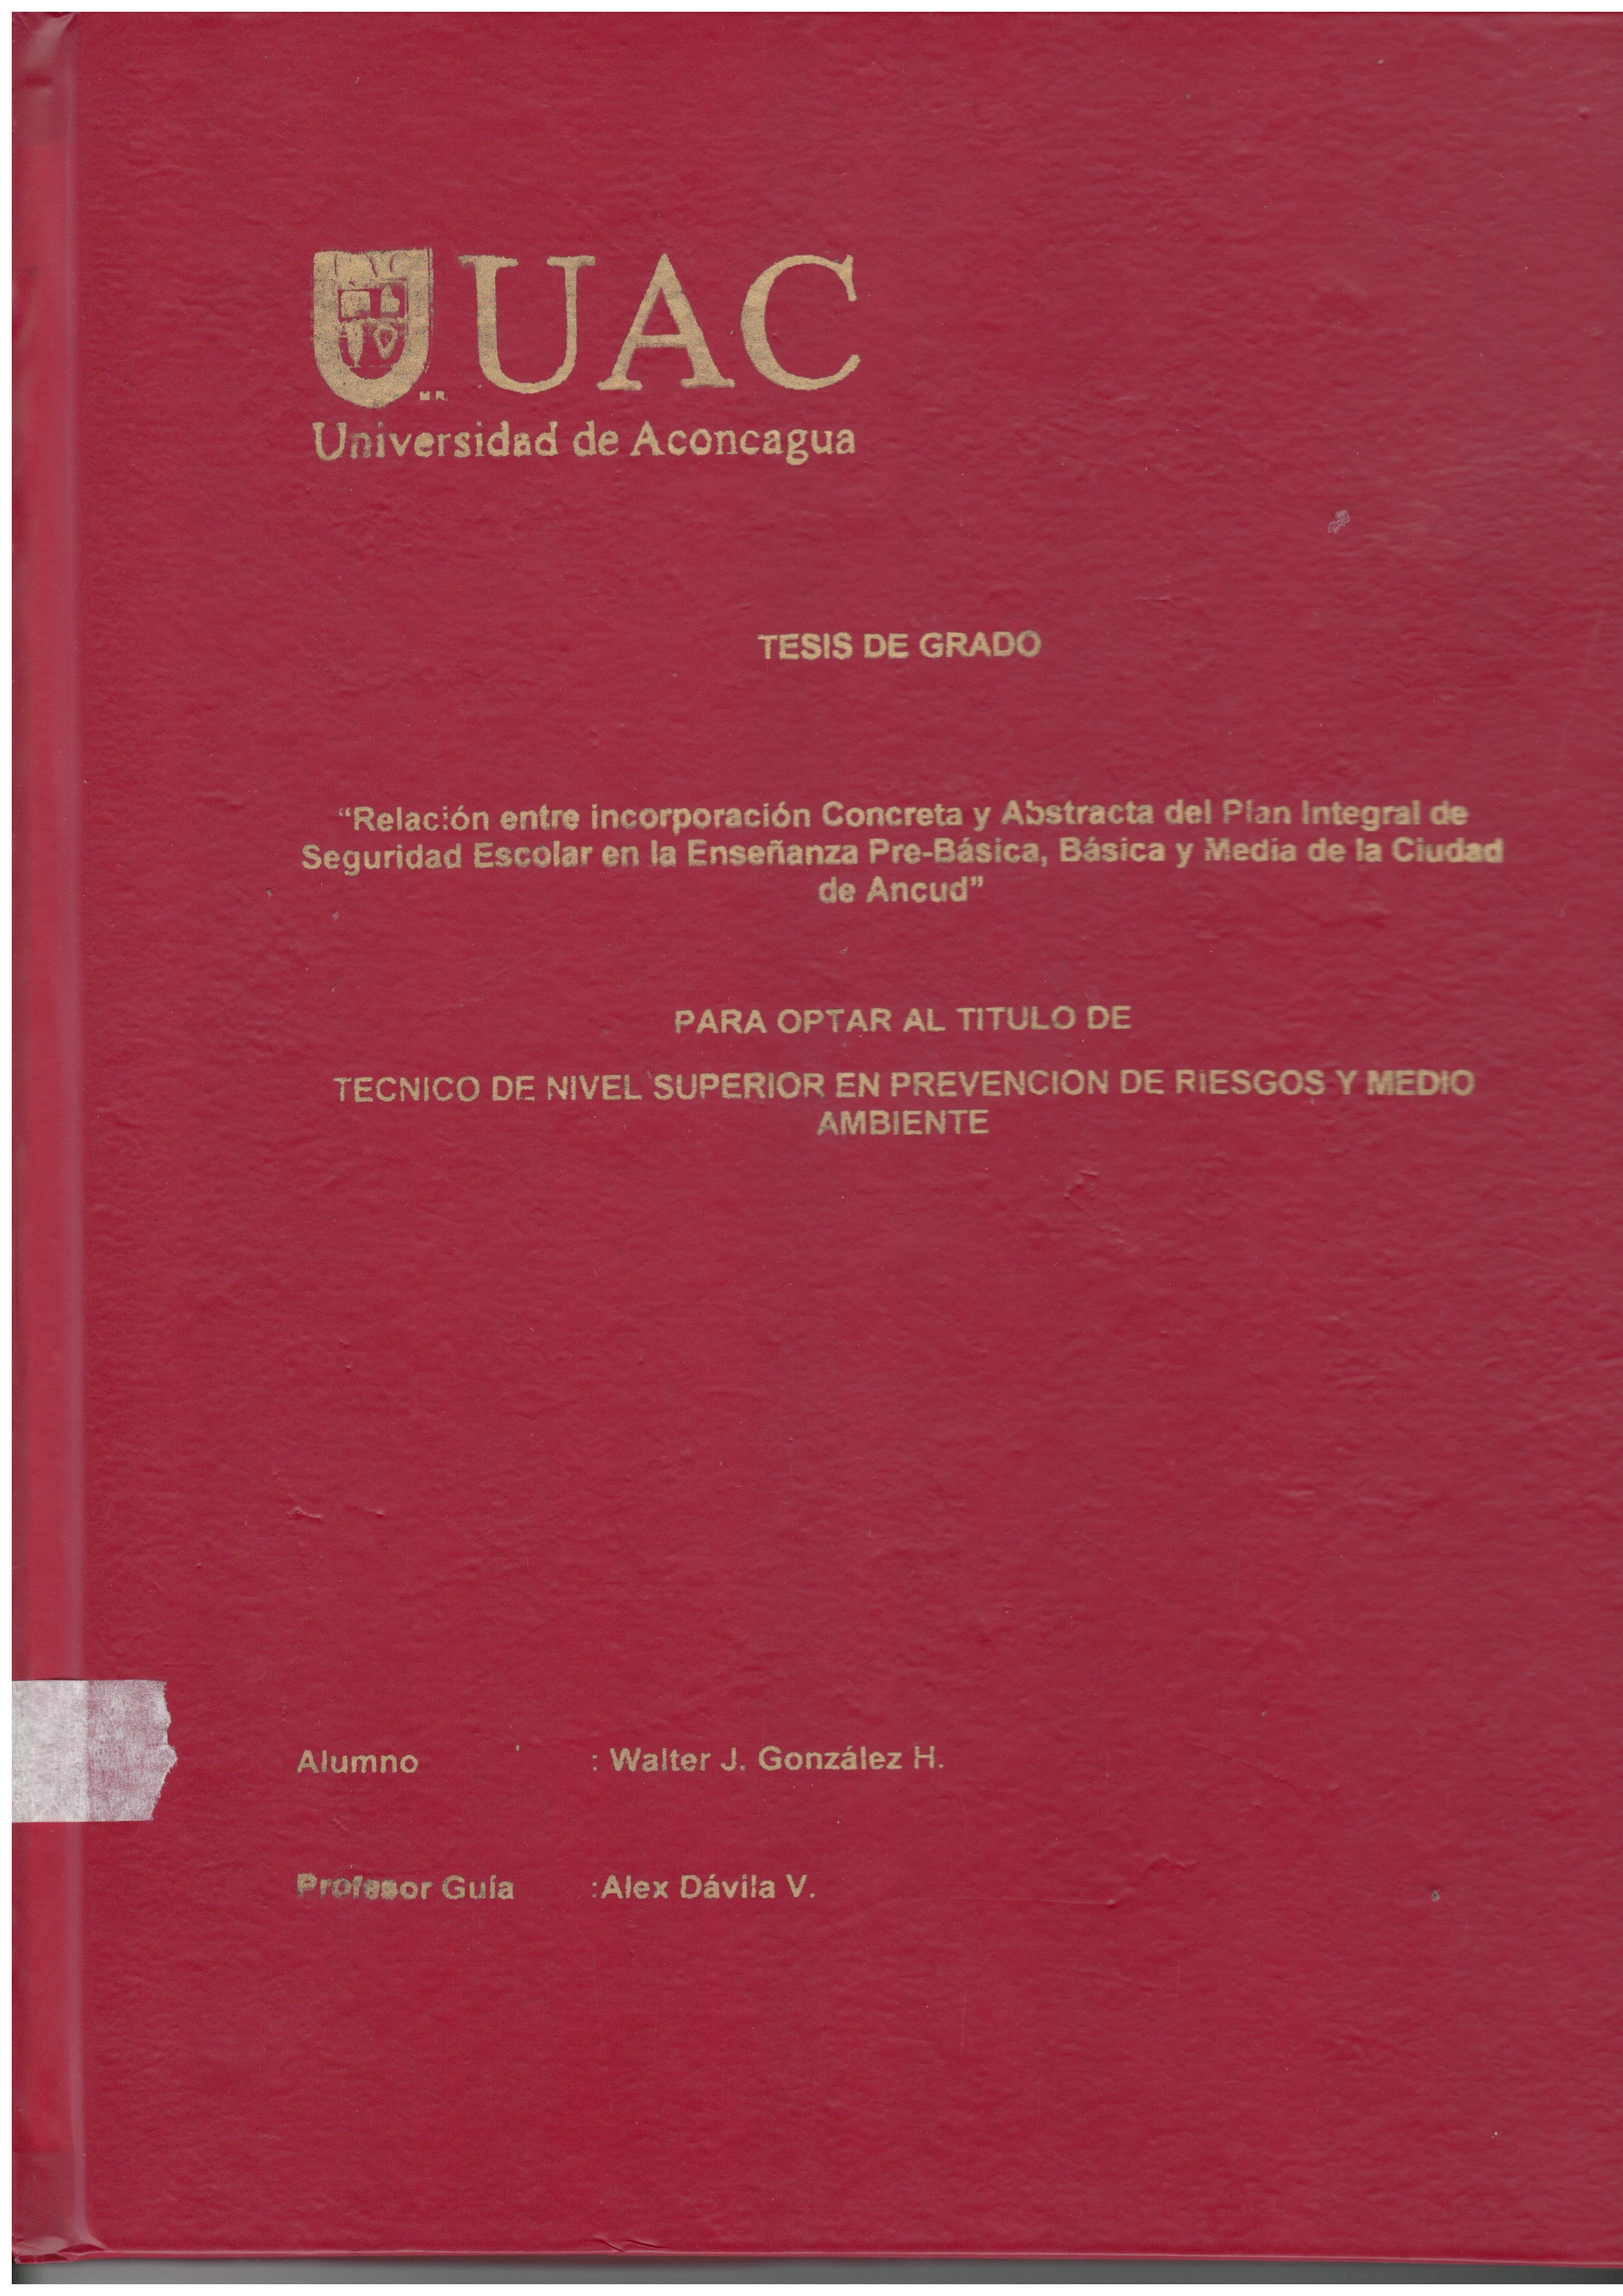 UAC
M.R.
Universidad de Aconcagua
TESIS DE GRADO
“Relación entre incorporación Concreta y Abstracta del Plan Integral de
Seguridad Escolar en la Enseñanza Pre-Básica, Básica y Media de la Ciudad
de Ancud”
PARA OPTAR AL TITULO DE
TECNICO DE NIVEL SUPERIOR EN PREVENCION DE RIESGOS Y MEDIO
AMBIENTE
Alumno : Walter J. González H.
Profesor Guía :Alex Dávila V.